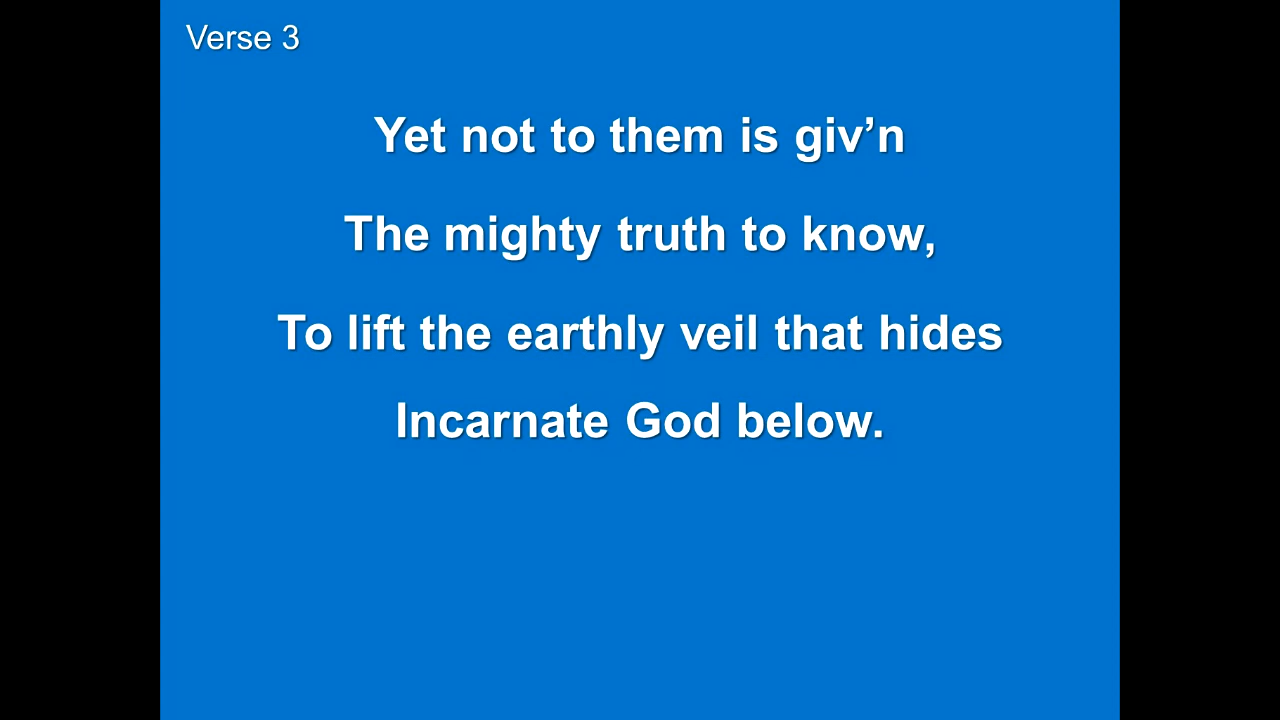 Verse 3
Yet not to them is giv’n
The mighty truth to know,
To lift the earthly veil that hides
Incarnate God below.